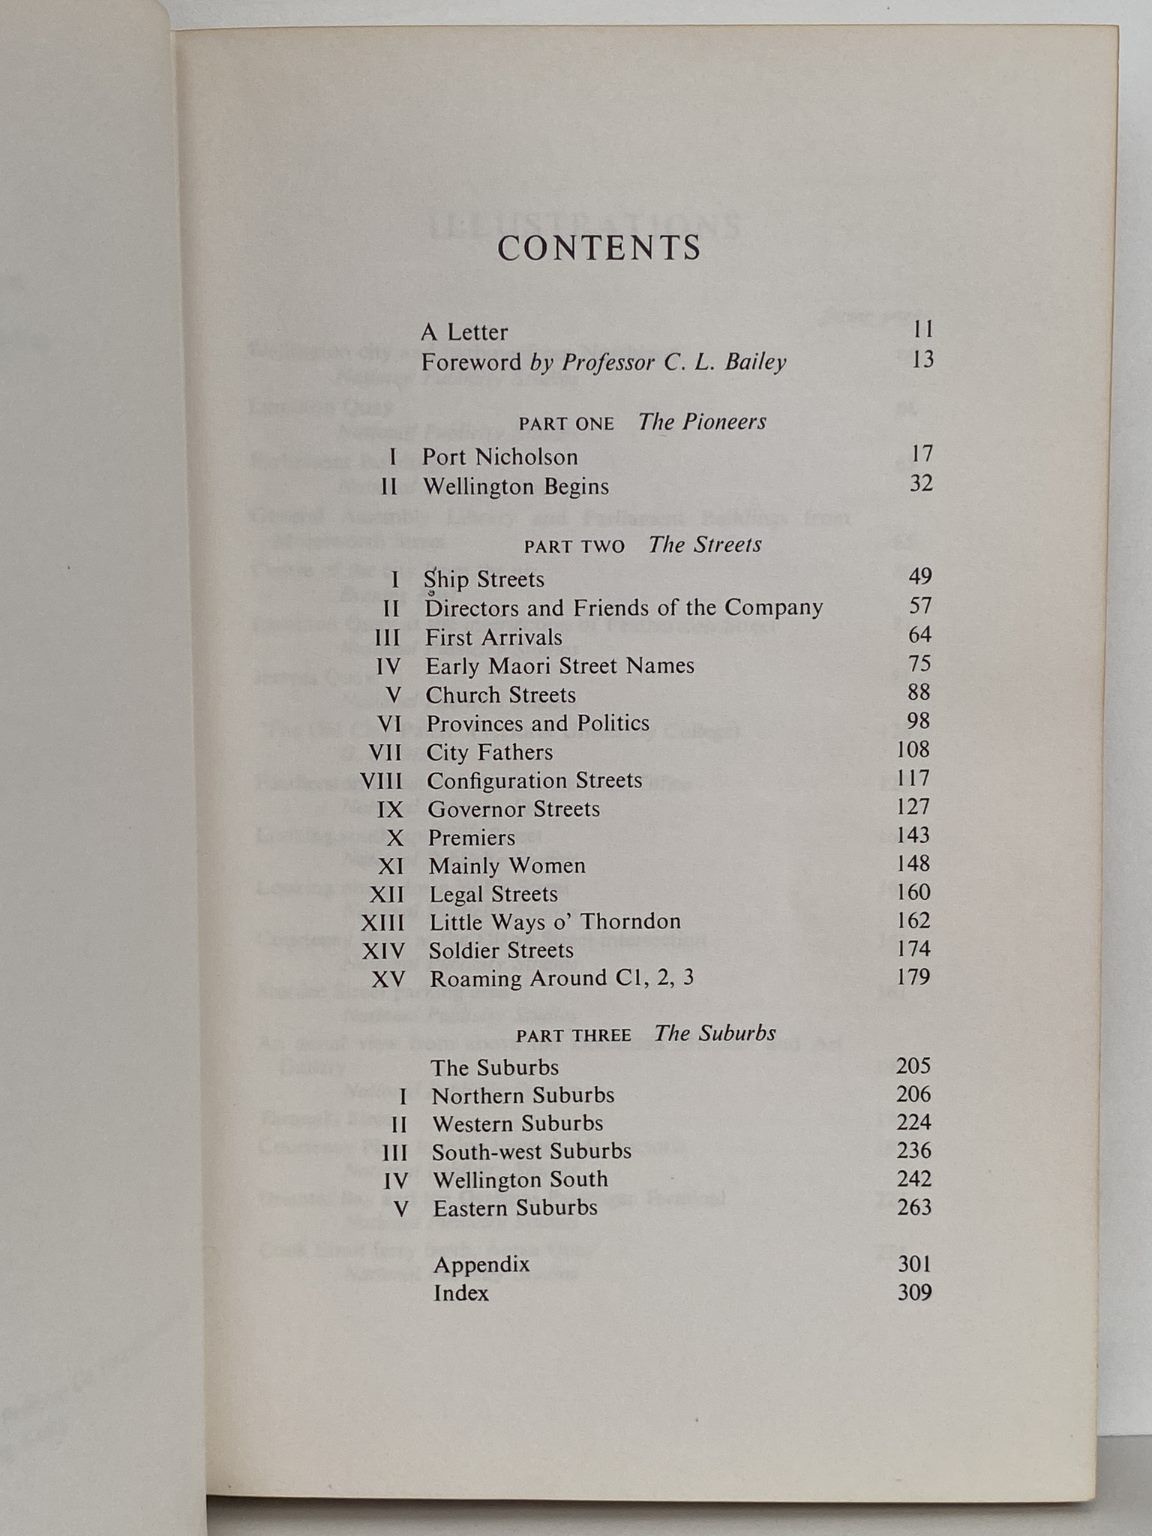 CONTENTS
A Letter 11
Foreword by Professor C. L. Bailey 13
PART ONE The Pioneers
I Port Nicholson 17
II Wellington Begins 32
PART TWO The Streets
I Ship Streets 49
II Directors and Friends of the Company 57
III First Arrivals 64
IV Early Maori Street Names 75
V Church Streets 88
VI Provinces and Politics 98
VII City Fathers 108
VIII Configuration Streets 117
IX Governor Streets 127
X Premiers 143
XI Mainly Women 148
XII Legal Streets 160
XIII Little Ways o' Thorndon 162
XIV Soldier Streets 174
XV Roaming Around C1, 2, 3 179
PART THREE The Suburbs
The Suburbs 205
I Northern Suburbs 206
II Western Suburbs 224
III South-west Suburbs 236
IV Wellington South 242
V Eastern Suburbs 263
Appendix 301
Index 309